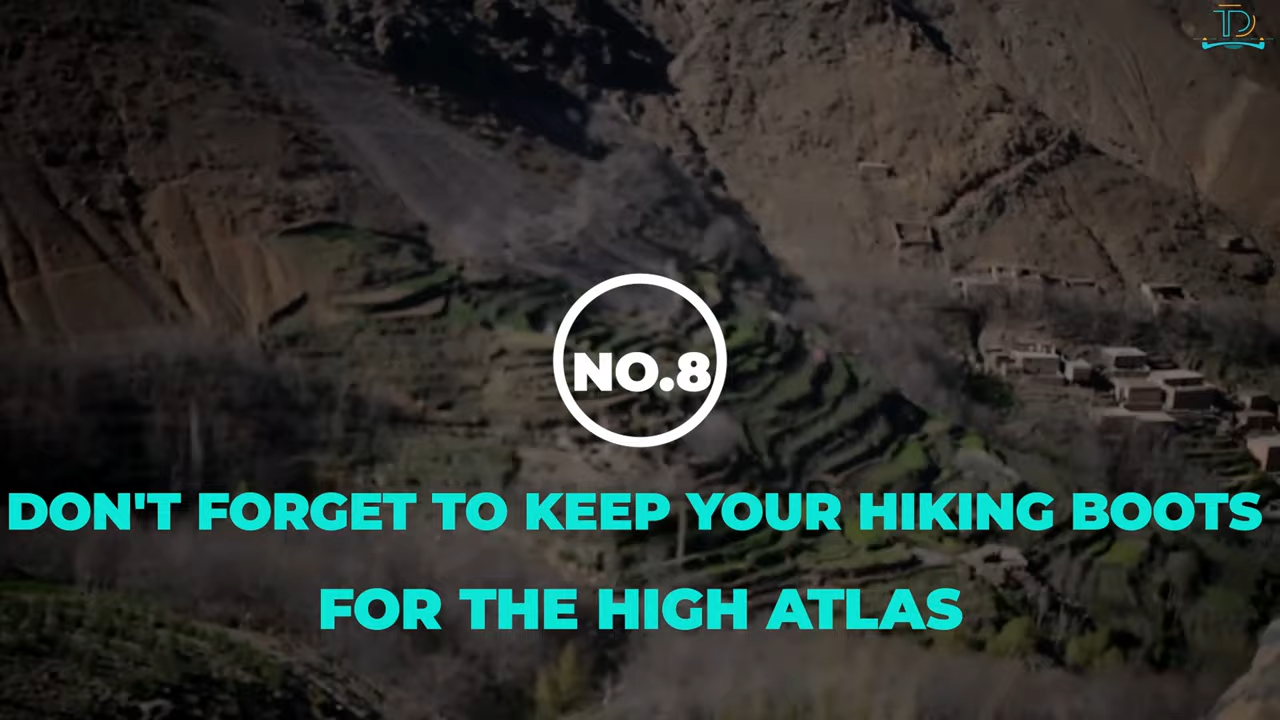 NO.8
DON'T FORGET TO KEEP YOUR HIKING BOOTS
FOR THE HIGH ATLAS